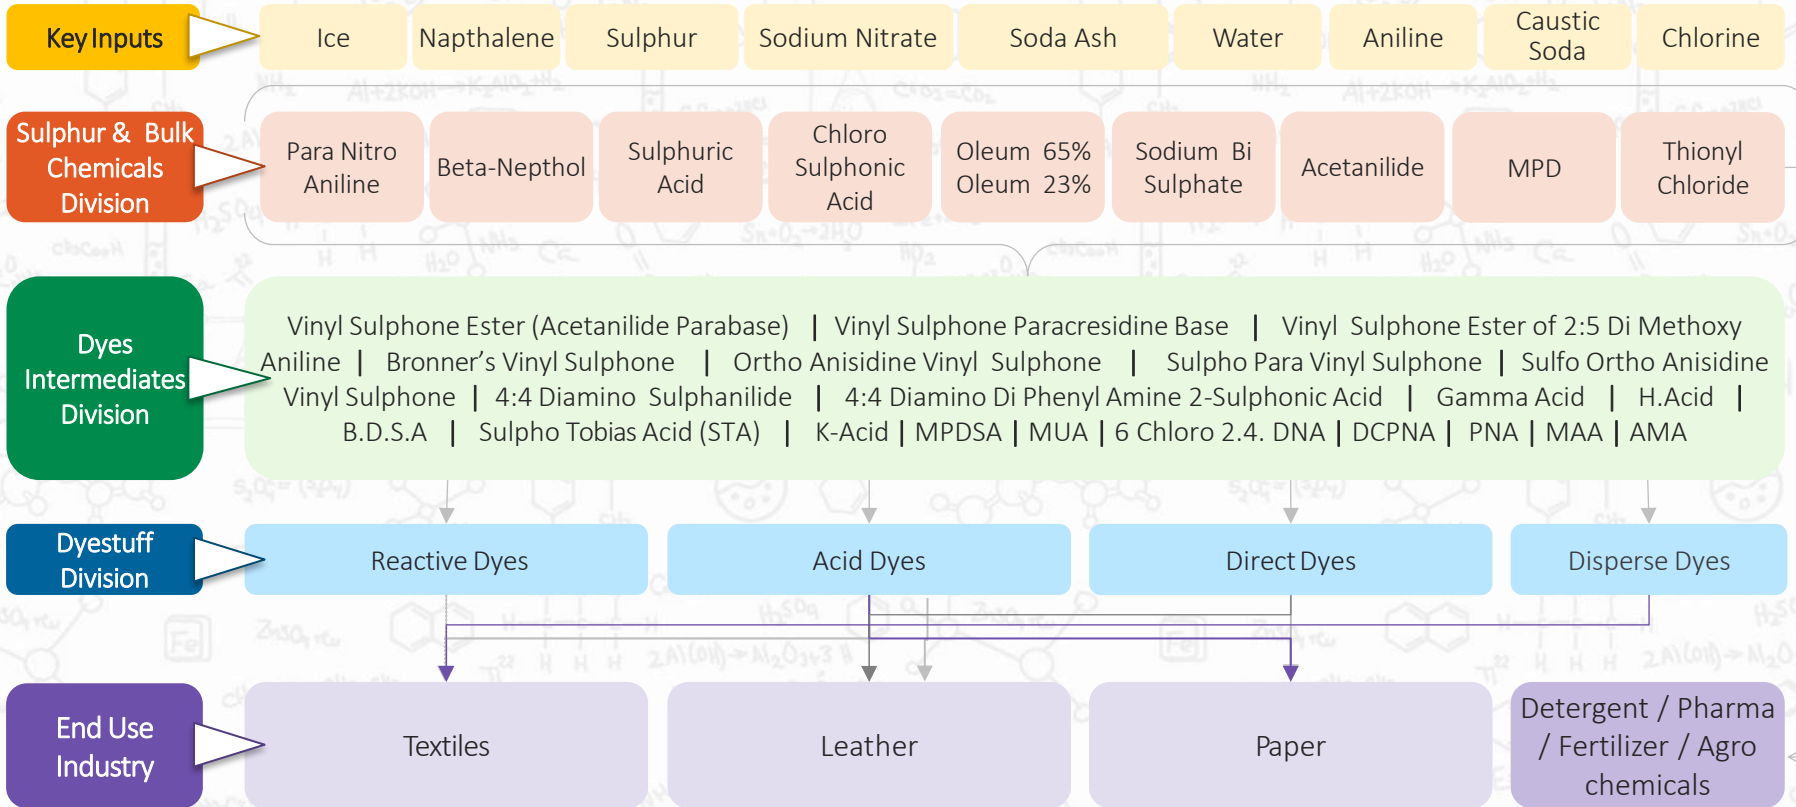 Key Inputs
Ice
Napthalene
Sulphur
Sodium Nitrate
Soda Ash
Water
Aniline
Caustic
Soda
Chlorine
Sulphur & Bulk
Chemicals
Division
Para Nitro
Aniline
Beta-Nepthol
Sulphuric
Acid
Chloro
Sulphonic
Acid
Oleum 65%
Oleum 23%
Sodium Bi
Sulphate
Acetanilide
MPD
Thionyl
Chloride
Dyes
Intermediates
Division
Vinyl Sulphone Ester (Acetanilide Parabase) | Vinyl Sulphone Paracresidine Base | Vinyl Sulphone Ester of 2:5 Di Methoxy
Aniline | Bronner’s Vinyl Sulphone | Ortho Anisidine Vinyl Sulphone | Sulpho Para Vinyl Sulphone | Sulfo Ortho Anisidine
Vinyl Sulphone | 4:4 Diamino Sulphanilide | 4:4 Diamino Di Phenyl Amine 2-Sulphonic Acid | Gamma Acid | H.Acid |
B.D.S.A | Sulpho Tobias Acid (STA) | K-Acid | MPDSA | MUA | 6 Chloro 2.4. DNA | DCPNA | PNA | MAA | AMA
Dyestuff
Division
Reactive Dyes
Acid Dyes
Direct Dyes
Disperse Dyes
End Use
Industry
Textiles
Leather
Paper
Detergent / Pharma
/ Fertilizer / Agro
chemicals